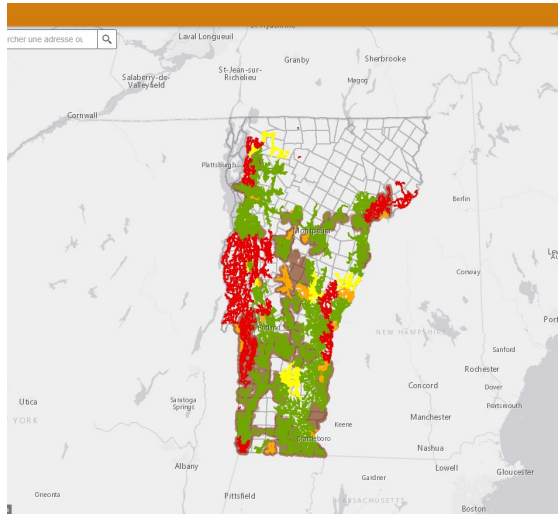 Laval Longueuil
Granby
Sherbrooke
rcher une adresse ou
St-Jean-sur-
Richelieu
Salaberry-de-
Valleyfield
Magog
Cornwall
Plattsburgh
Berlin
Montpelier
Conway
Rutland
NEW HAMPSHIRE
Port
Sanford
Rochester
Concord
Dover
Utica
Saratoga
Springs
Portsmouth
Manchester
YORK
Keene
Brattleboro
Nashua
Albany
Lowell
Gloucester
Gardner
Oneonta
Pittsfield
MASSACHUSETTS
Boston